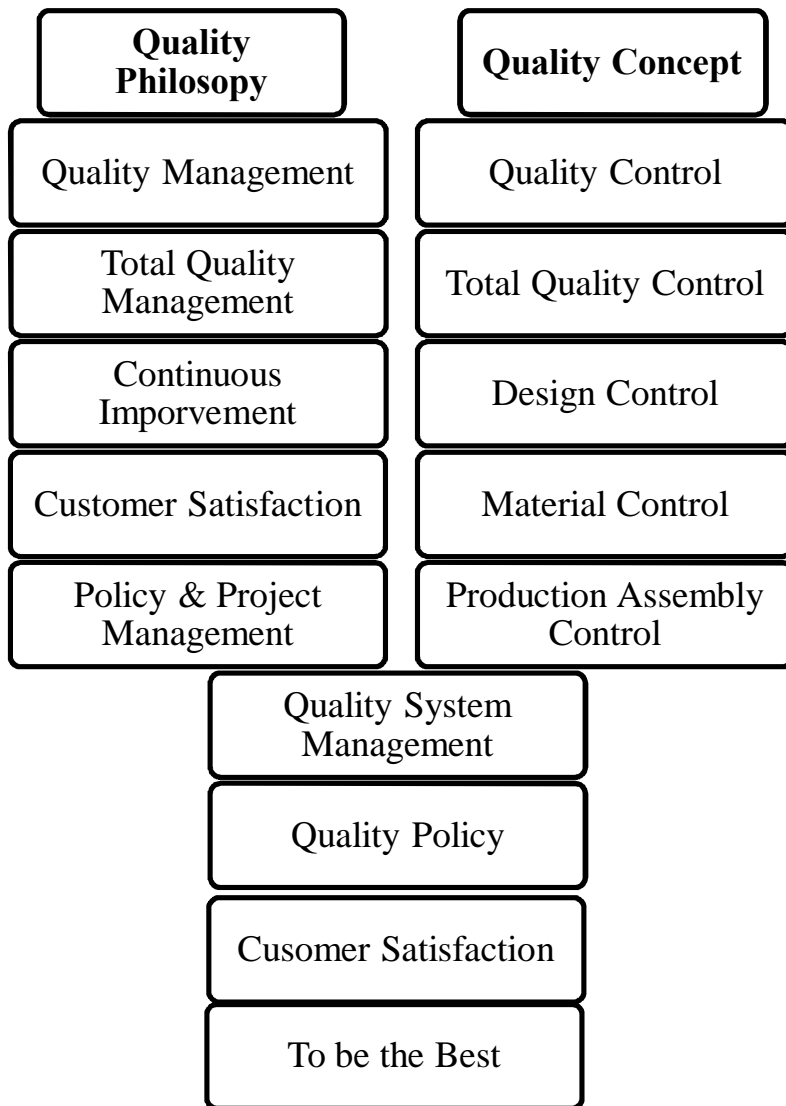 Quality
Philosopy
Quality Management
Total Quality
Management
Continuous
Imporvement
Customer Satisfaction
Policy & Project
Management
Quality Concept
Quality Control
Total Quality Control
Design Control
Material Control
Production Assembly
Control
Quality System
Management
Quality Policy
Cusomer Satisfaction
To be the Best